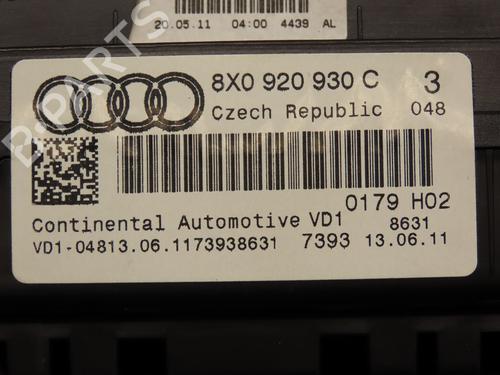 20.05.11 04:00 4439 AL
8X0 920 930 C 3
Czech Republic 048
0179 H02
Continental Automotive VD1 8631
VD1-04813.06.1173938631 7393 13.06.11
B-PARTS